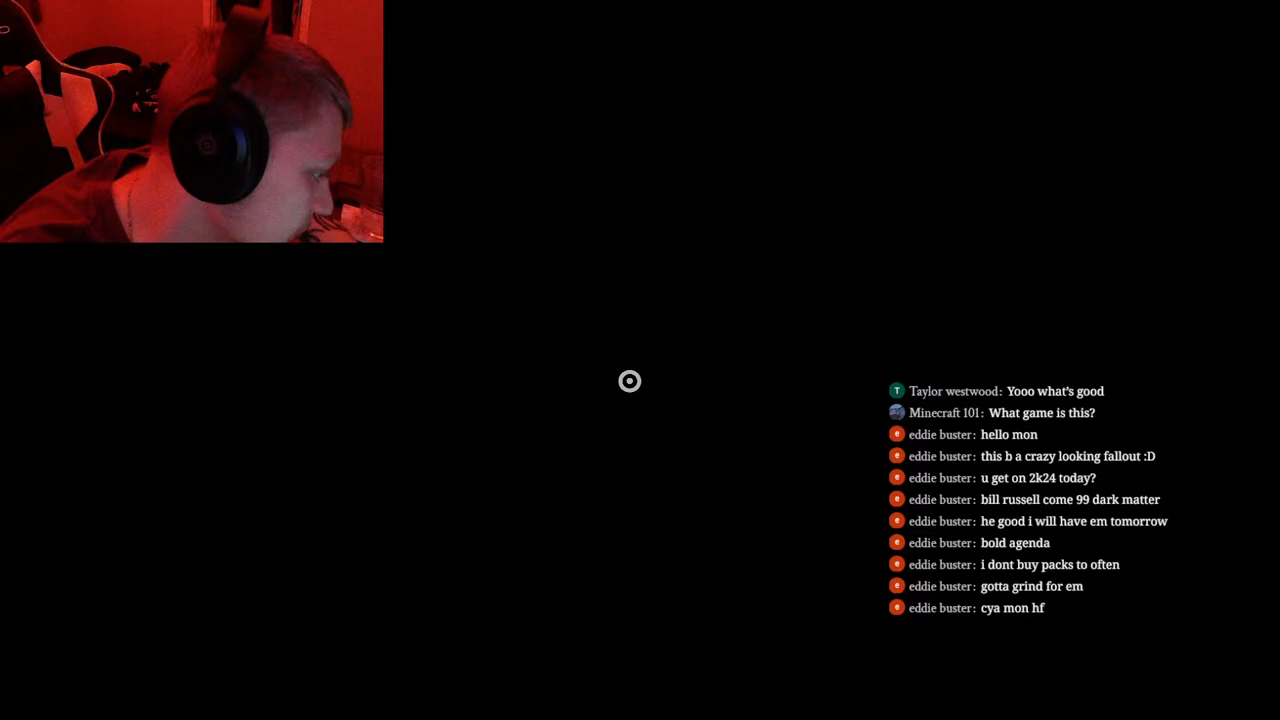 T Taylor westwood: Yooo what's good
Minecraft 101: What game is this?
e eddie buster: hello mon
e eddie buster: this b a crazy looking fallout :D
e eddie buster: u get on 2k24 today?
e eddie buster: bill russell come 99 dark matter
e eddie buster: he good i will have em tomorrow
e eddie buster: bold agenda
e eddie buster: i dont buy packs to often
e eddie buster: gotta grind for em
e eddie buster: cya mon hf